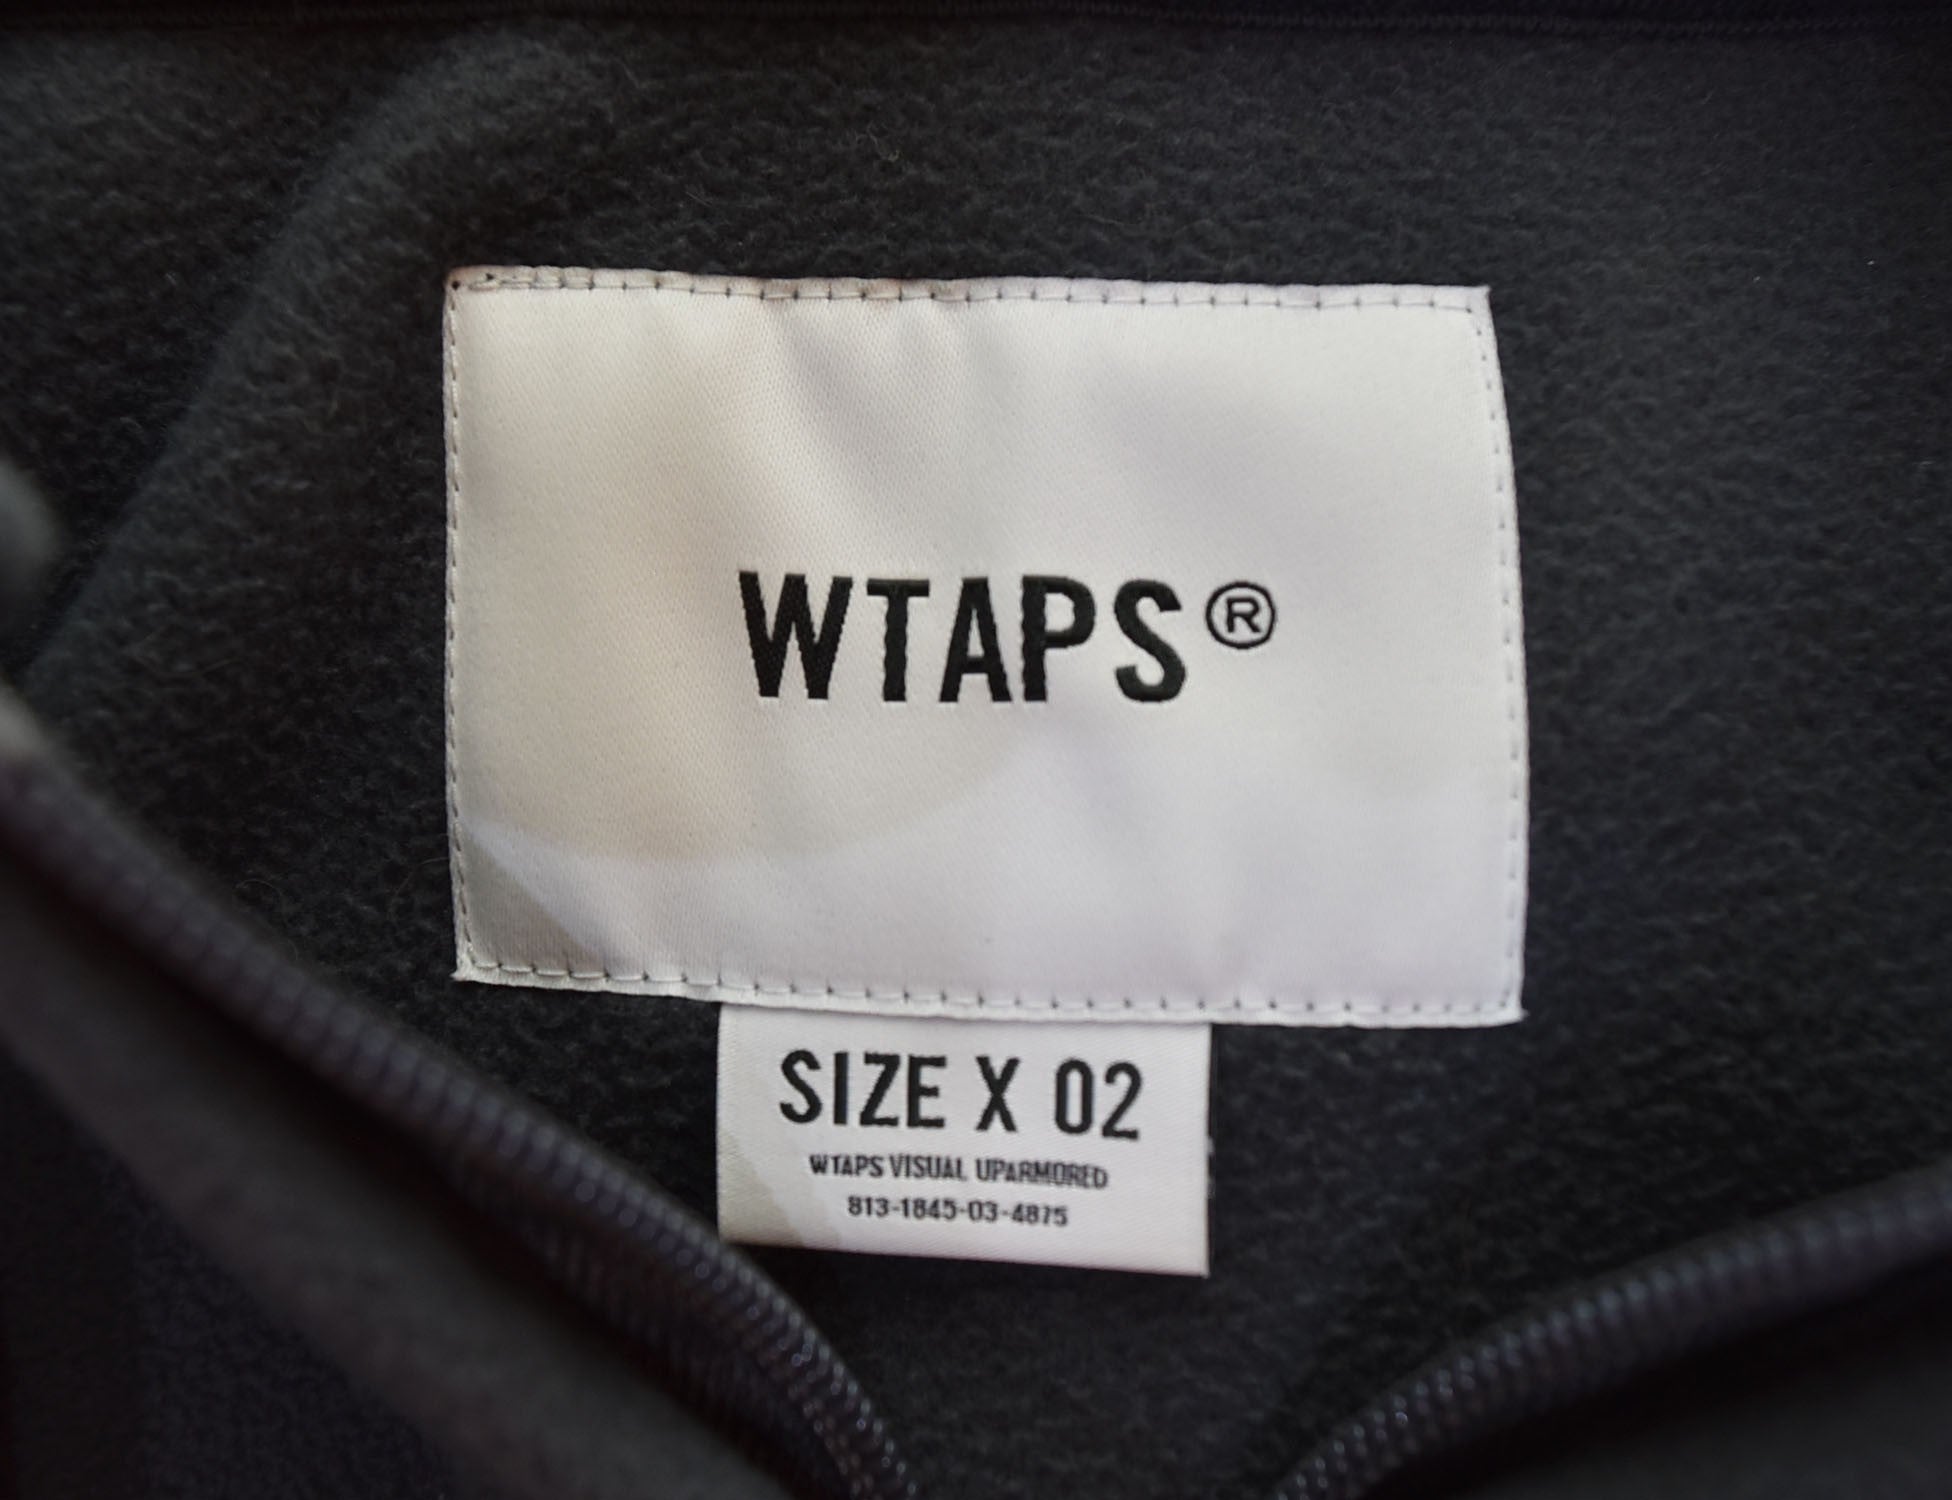 WTAPS®
SIZE X 02
WTAPS VISUAL UPARMORED
813-1845-03-4875